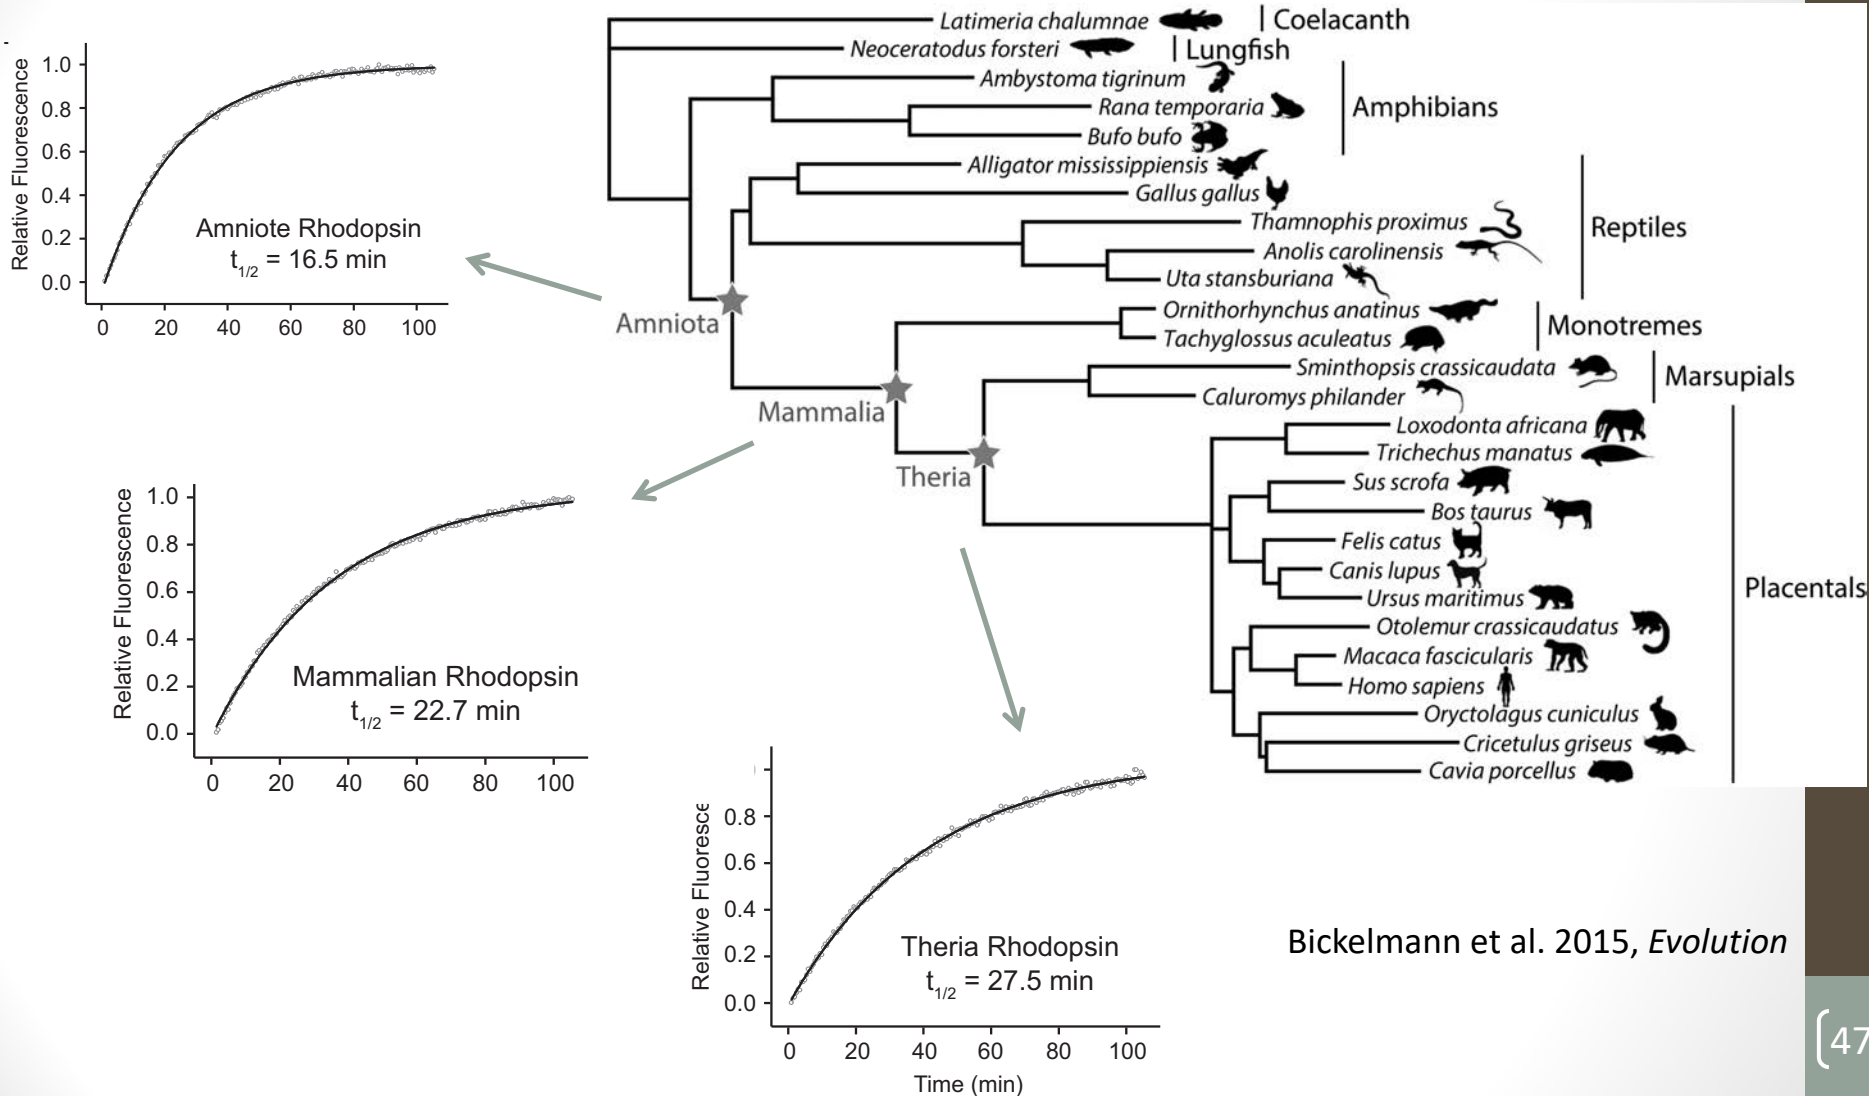 Relative Fluorescence
1.0
0.8
0.6
0.4
0.2
0.0
Amniote Rhodopsin
t1/2 = 16.5 min
0 20 40 60 80 100
Latimeria chalumnae
Coelacanth
Neoceratodus forsteri
Lungfish
Ambystoma tigrinum
Rana temporaria
Bufo bufo
Amphibians
Alligator mississippiensis
Gallus gallus
Thamnophis proximus
Anolis carolinensis
Uta stansburiana
Reptiles
Ornithorhynchus anatinus
Tachyglossus aculeatus
Monotremes
Sminthopsis crassicaudata
Caluromys philander
Marsupials
Loxodonta africana
Trichechus manatus
Sus scrofa
Bos taurus
Felis catus
Canis lupus
Ursus maritimus
Otolemur crassicaudatus
Macaca fascicularis
Homo sapiens
Oryctolagus cuniculus
Cricetulus griseus
Cavia porcellus
Placentals
Amniota
Mammalia
Theria
Relative Fluorescence
1.0
0.8
0.6
0.4
0.2
0.0
Mammalian Rhodopsin
t1/2 = 22.7 min
0 20 40 60 80 100
Relative Fluoresce
0.8
0.6
0.4
0.2
0.0
Theria Rhodopsin
t1/2 = 27.5 min
0 20 40 60 80 100
Time (min)
Bickelmann et al. 2015, Evolution
47